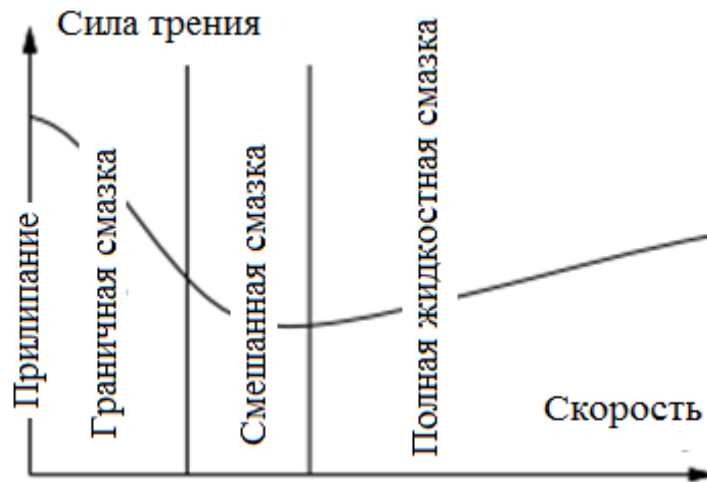 Сила трения
Прилипание
Граничная смазка
Смешанная смазка
Полная жидкостная смазка
Скорость